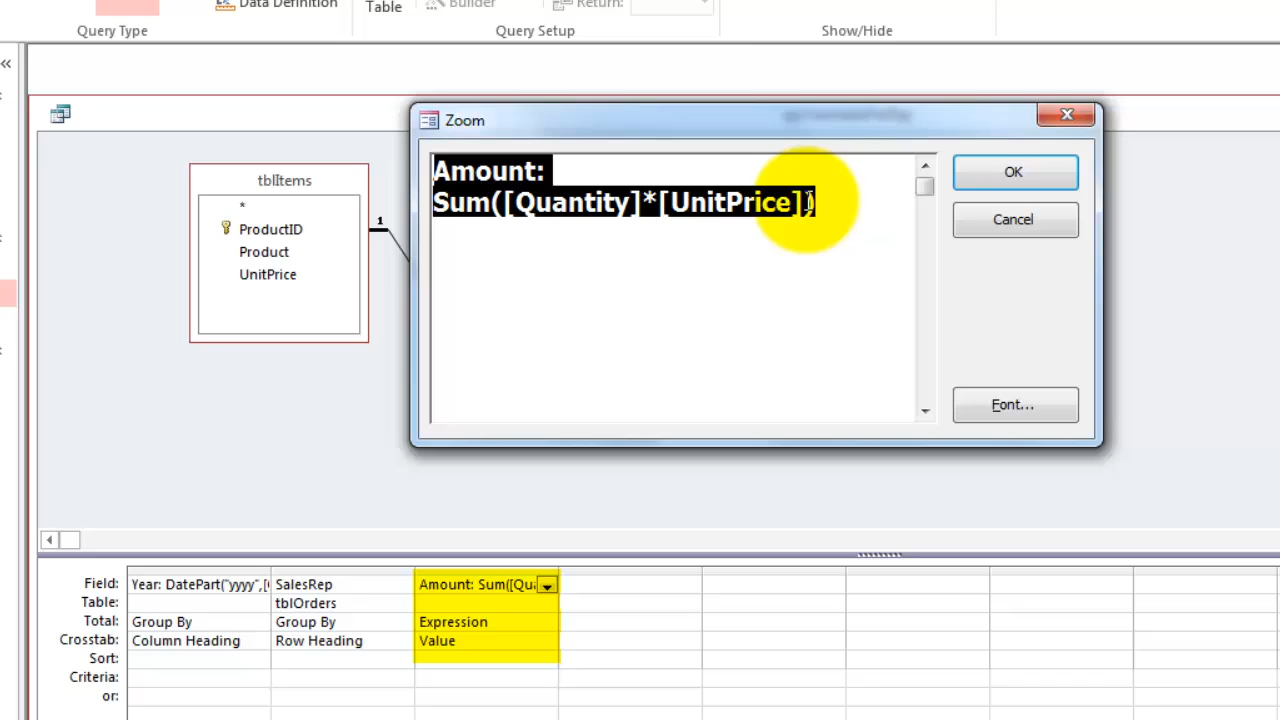 Data Definition
Table
Builder
Return:
Query Type
Query Setup
Show/Hide
«
Zoom
Amount:
Sum([Quantity]*[UnitPrice])
OK
Cancel
Font...
tblItems
*
ProductID
Product
UnitPrice
1
Field: Year: DatePart("yyyy",[ SalesRep Amount: Sum([Qua
Table: tblOrders
Total: Group By Group By Expression
Crosstab: Column Heading Row Heading Value
Sort:
Criteria:
or: